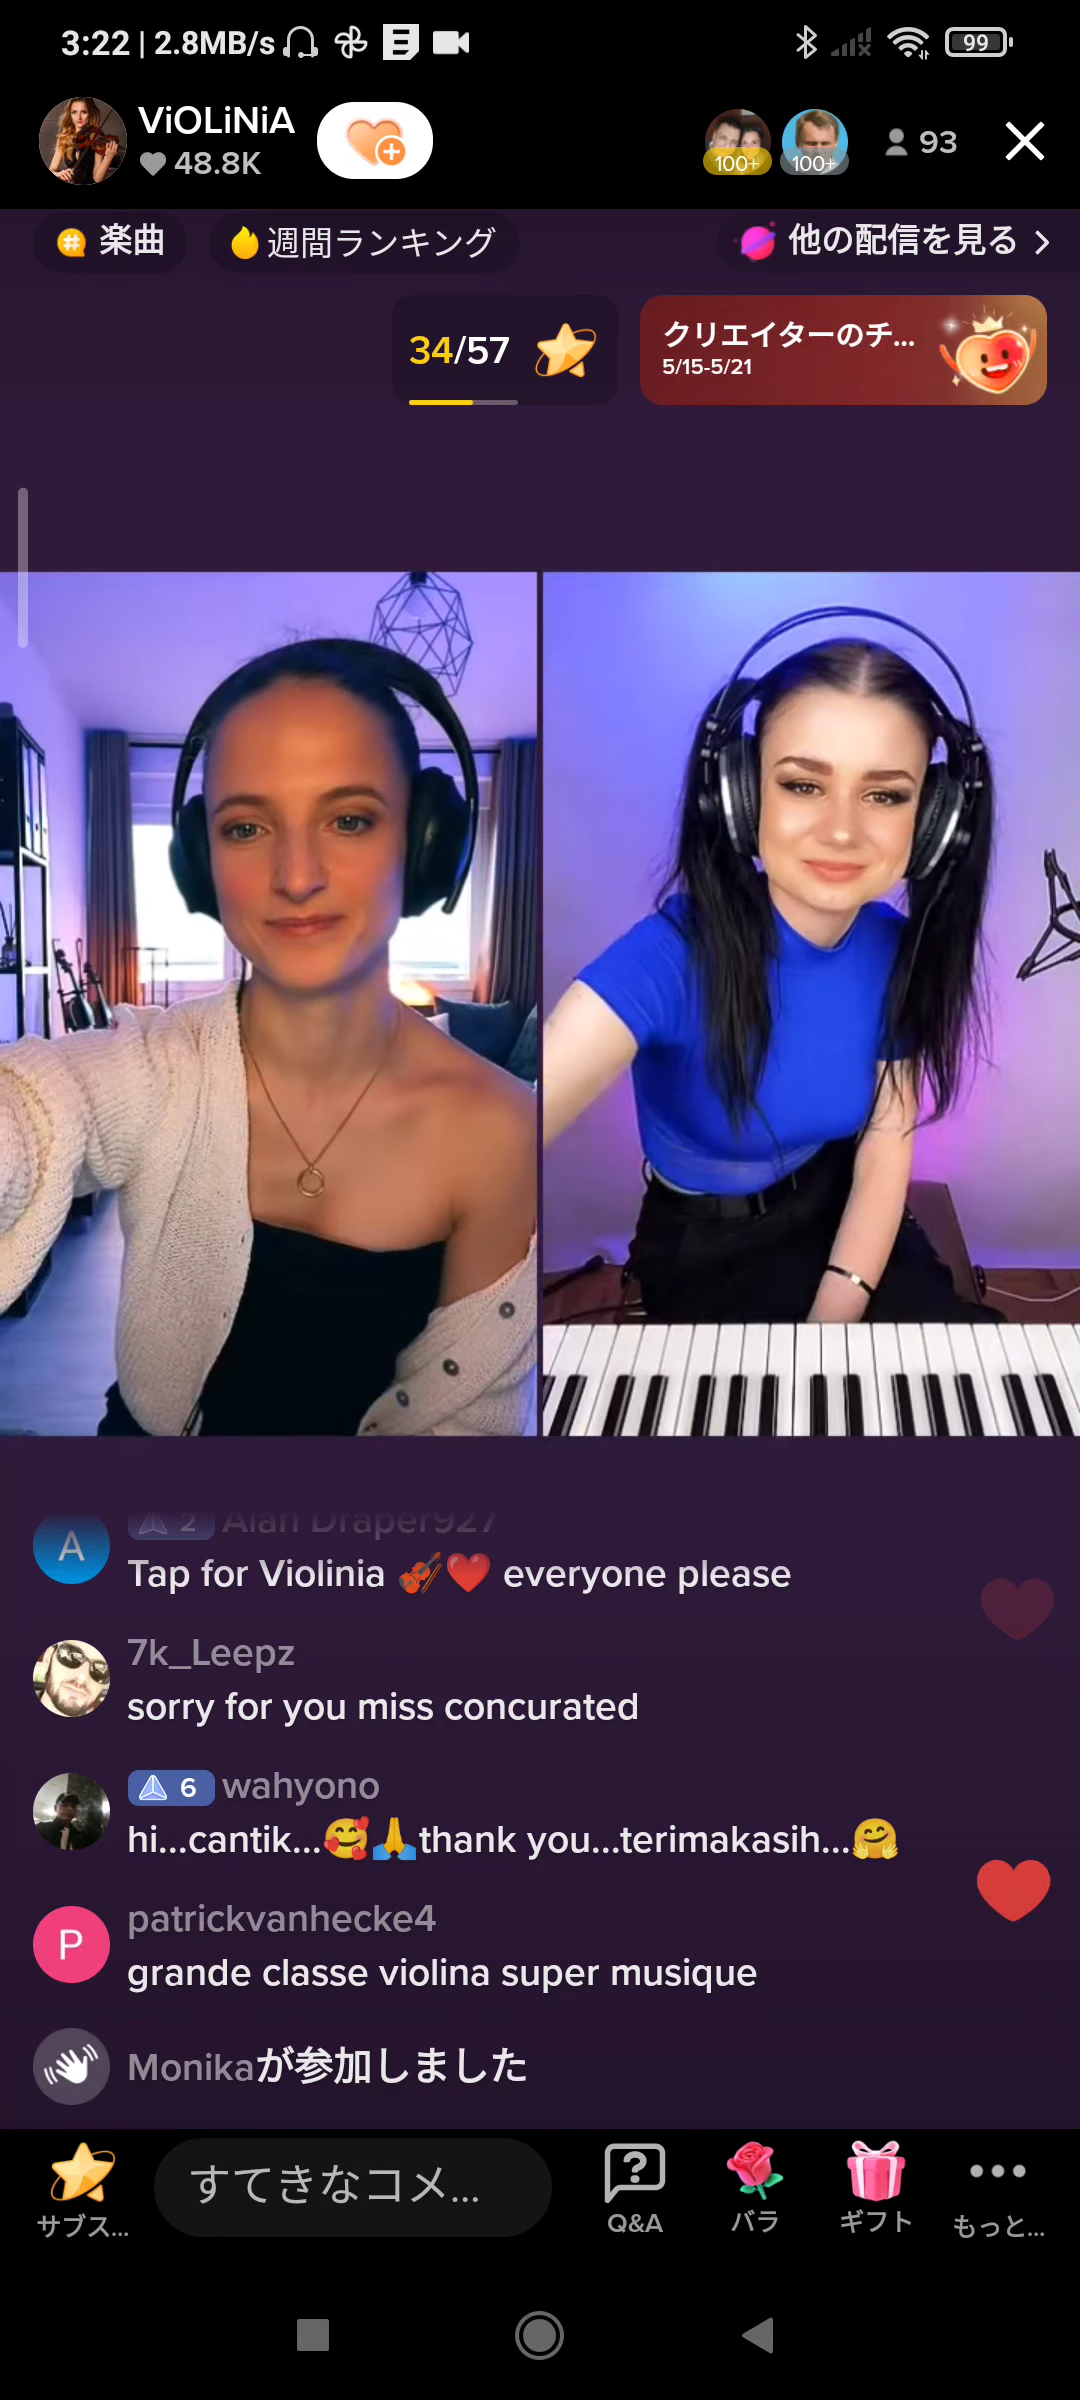 3:22 | 2.8MB/s
99
ViOLiNiA
48.8K
100+
100+
93
楽曲
週間ランキング
他の配信を見る
34/57
クリエイターのチ...
5/15-5/21
2 Alan Draper927
A
Tap for Violinia 🎻❤️ everyone please
7k_Leepz
sorry for you miss concurated
6 wahyono
hi...cantik...🥰🙏thank you...terimakasih...🤗
patrickvanhecke4
P
grande classe violina super musique
Monikaが参加しました
すてきなコメ...
サブス...
Q&A
バラ
ギフト
もっと...